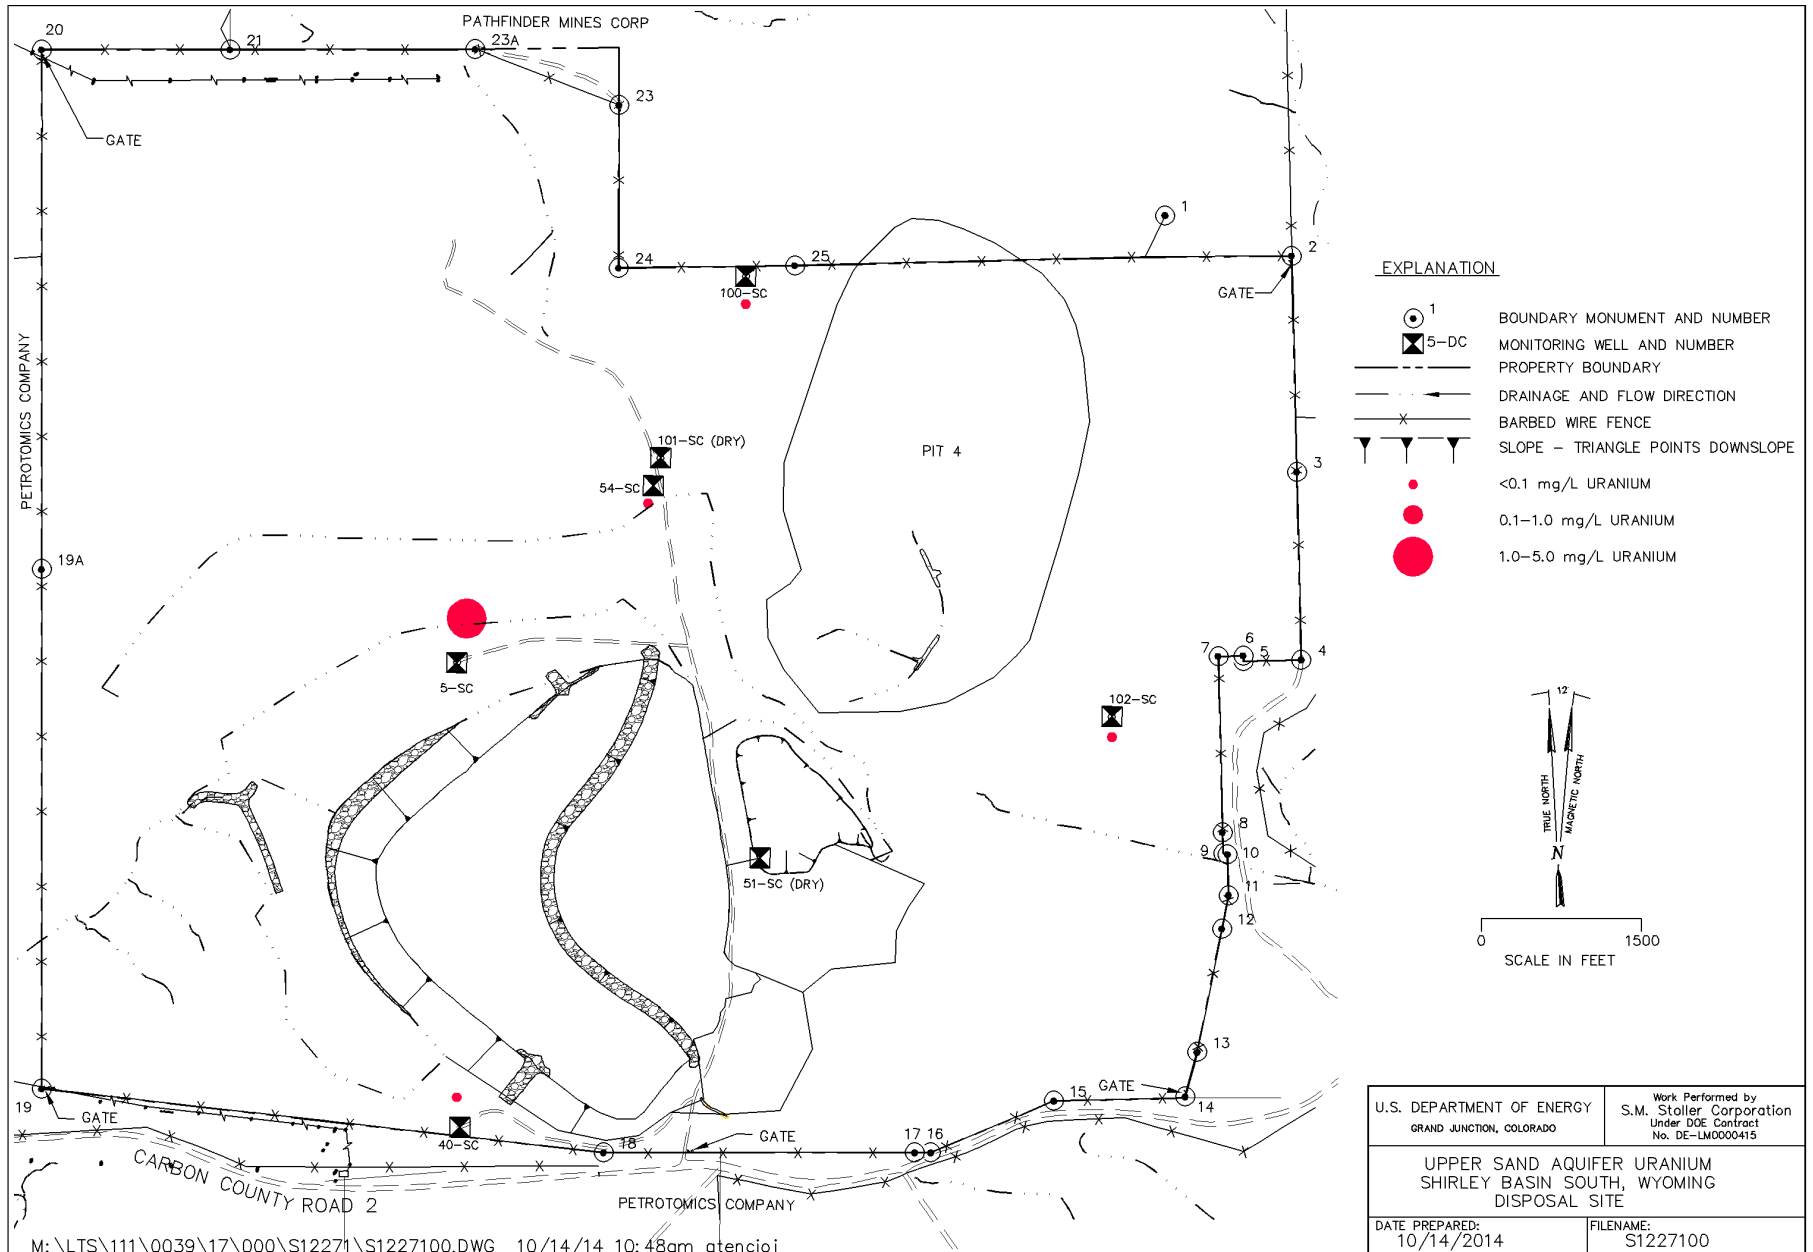 PATHFINDER MINES CORP
20
21
23A
23
GATE
1
2
24
25
100-SC
GATE
PETROTOMICS COMPANY
EXPLANATION
1
BOUNDARY MONUMENT AND NUMBER
5-DC
MONITORING WELL AND NUMBER
PROPERTY BOUNDARY
DRAINAGE AND FLOW DIRECTION
BARBED WIRE FENCE
SLOPE - TRIANGLE POINTS DOWNSLOPE
<0.1 mg/L URANIUM
0.1-1.0 mg/L URANIUM
1.0-5.0 mg/L URANIUM
101-SC (DRY)
54-SC
PIT 4
3
19A
7
6
5
4
5-SC
102-SC
12'
TRUE NORTH
MAGNETIC NORTH
N
8
9
10
11
12
51-SC (DRY)
0
1500
SCALE IN FEET
13
GATE
14
15
19
GATE
40-SC
18
GATE
17
16
CARBON COUNTY ROAD 2
PETROTOMICS COMPANY
U.S. DEPARTMENT OF ENERGY
GRAND JUNCTION, COLORADO
Work Performed by
S.M. Stoller Corporation
Under DOE Contract
No. DE-LM0000415
UPPER SAND AQUIFER URANIUM
SHIRLEY BASIN SOUTH, WYOMING
DISPOSAL SITE
DATE PREPARED:
10/14/2014
FILENAME:
S1227100
M:\LTS\111\0039\17\000\S12271\S1227100.DWG 10/14/14 10:48am atencioj